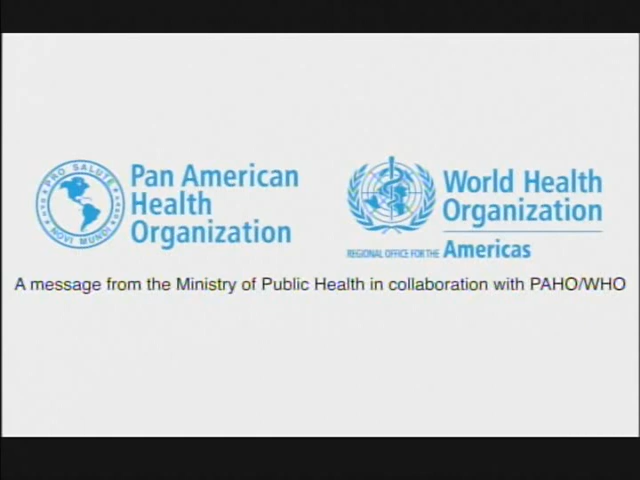 PRO SALUTE
NOVI MUNDI
Pan American
Health
Organization
World Health
Organization
REGIONAL OFFICE FOR THE Americas
A message from the Ministry of Public Health in collaboration with PAHO/WHO